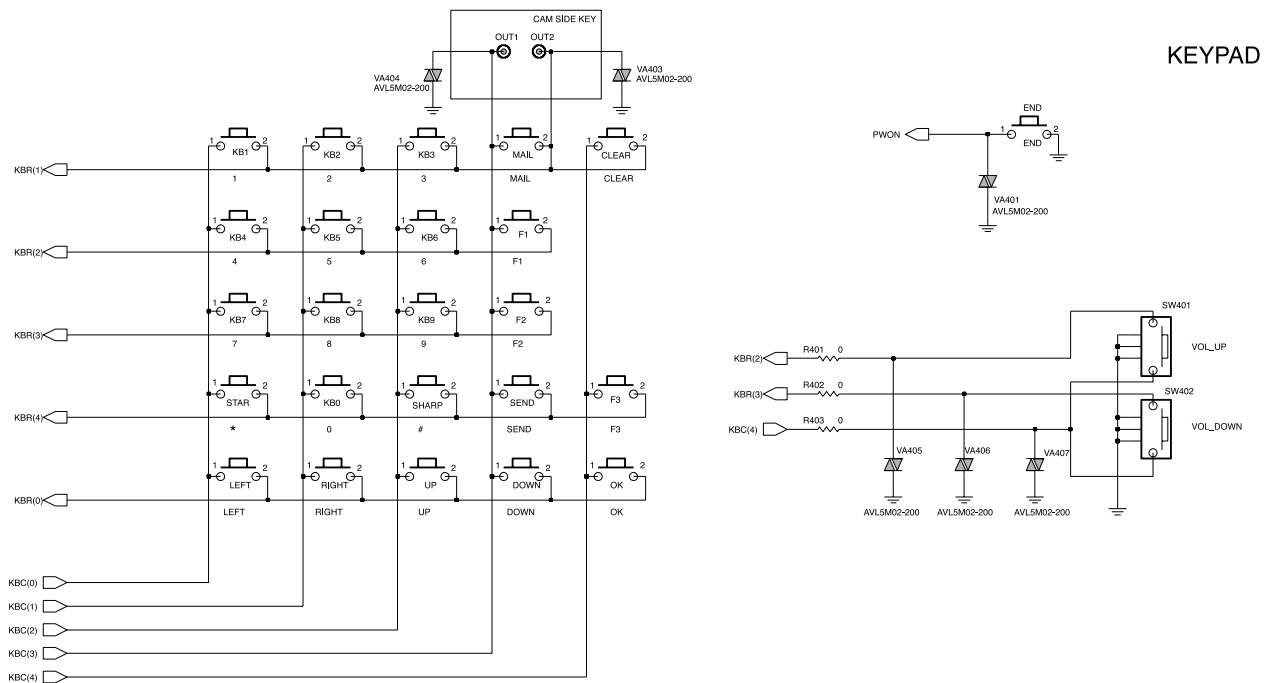 CAM SIDE KEY
OUT1 OUT2
VA404
AVL5M02-200
VA403
AVL5M02-200
KEYPAD
1 2 1 2 1 2 1 2 1 2
KB1 KB2 KB3 MAIL CLEAR
KBR(1)
1 2 3 MAIL CLEAR
1 2 1 2 1 2 1 2
KB4 KB5 KB6 F1
KBR(2)
4 5 6 F1
1 2 1 2 1 2 1 2
KB7 KB8 KB9 F2
KBR(3)
7 8 9 F2
1 2 1 2 1 2 1 2 1 2
STAR KB0 SHARP SEND F3
KBR(4)
* 0 # SEND F3
1 2 1 2 1 2 1 2 1 2
LEFT RIGHT UP DOWN OK
KBR(0)
LEFT RIGHT UP DOWN OK
KBC(0)
KBC(1)
KBC(2)
KBC(3)
KBC(4)
END
PWON 1 2
END
VA401
AVL5M02-200
SW401
VOL_UP
R401 0
KBR(2)
R402 0
KBR(3)
SW402
R403 0
KBC(4)
VOL_DOWN
VA405 VA406 VA407
AVL5M02-200 AVL5M02-200 AVL5M02-200